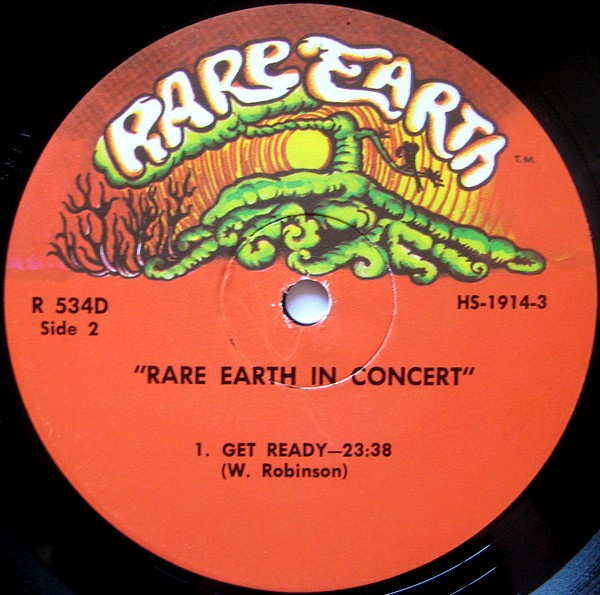 RARE EARTH
T.M.
R 534D
Side 2
HS-1914-3
"RARE EARTH IN CONCERT"
1. GET READY—23:38
(W. Robinson)